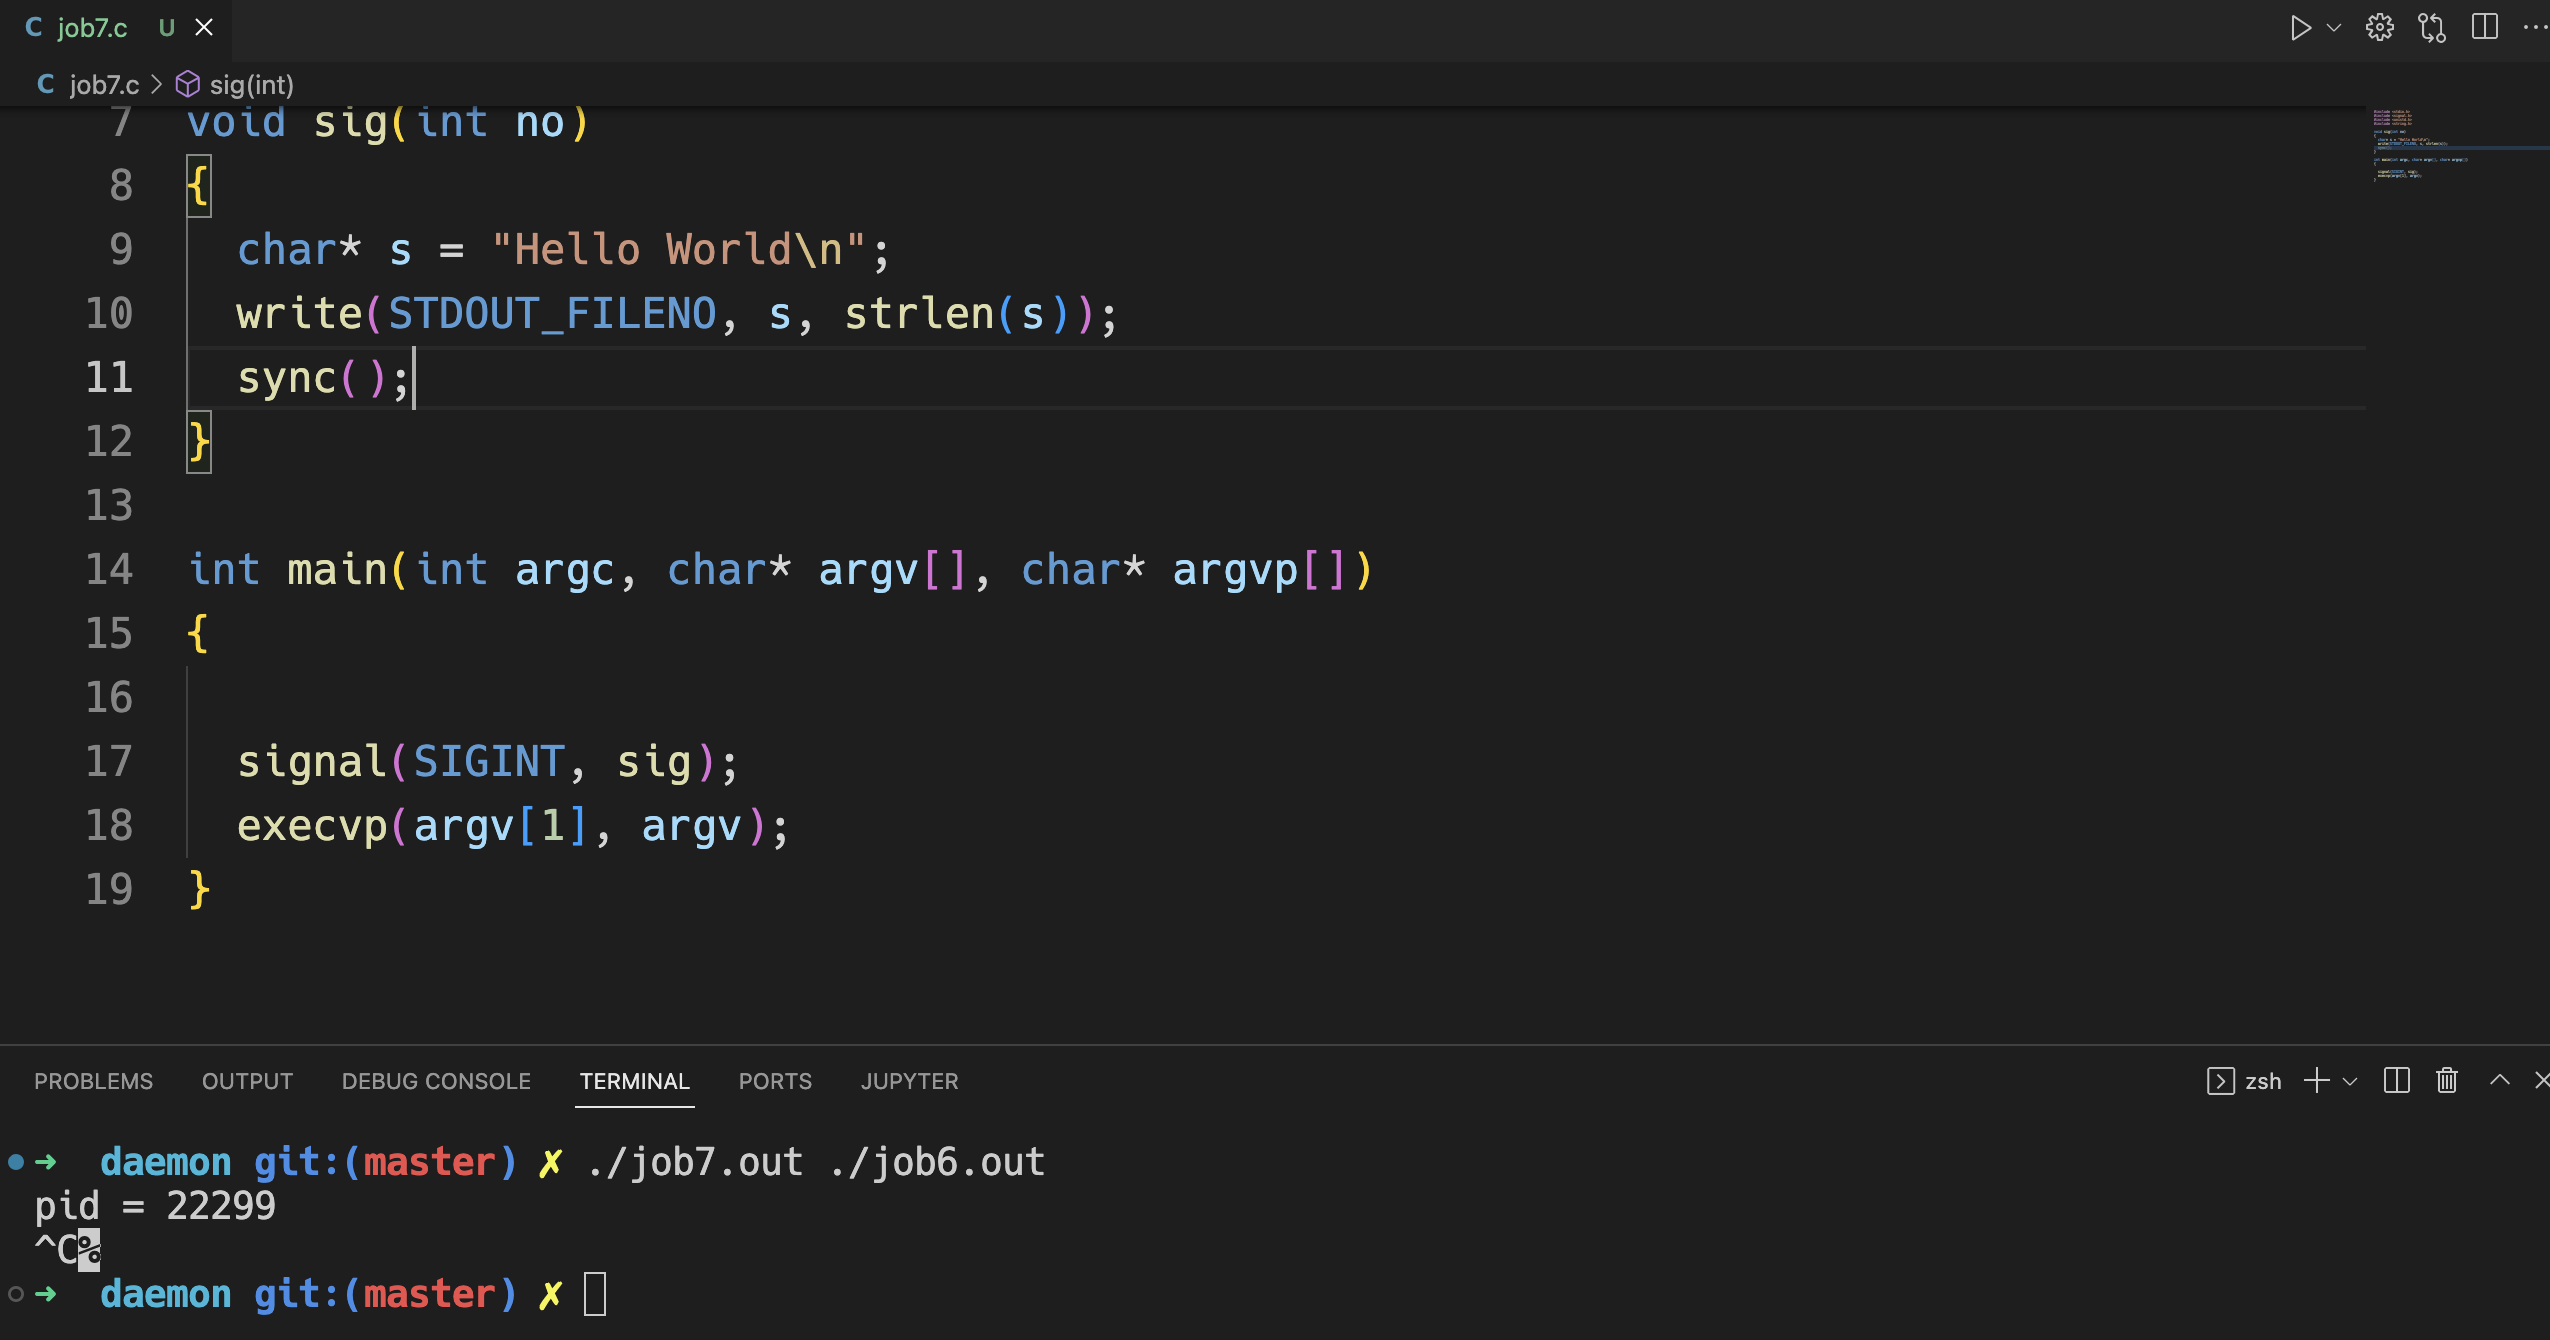 C job7.c U
C job7.c > sig(int)
7 void sig(int no)
8 {
9 char* s = "Hello World\n";
10 write(STDOUT_FILENO, s, strlen(s));
11 sync();
12 }
13
14 int main(int argc, char* argv[], char* argvp[])
15 {
16
17 signal(SIGINT, sig);
18 execvp(argv[1], argv);
19 }
PROBLEMS OUTPUT DEBUG CONSOLE TERMINAL PORTS JUPYTER zsh
➜ daemon git:(master) ✗ ./job7.out ./job6.out
pid = 22299
^C%
➜ daemon git:(master) ✗